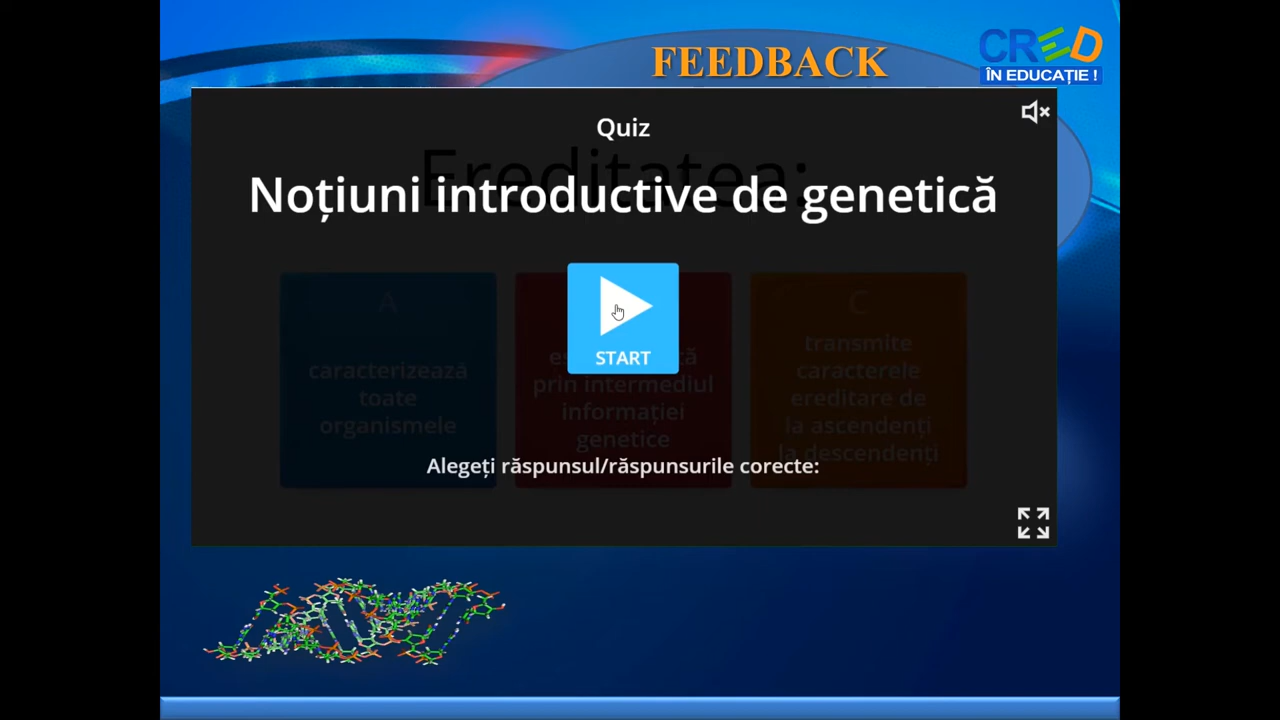 FEEDBACK
CRED
ÎN EDUCAȚIE !
Quiz
Ereditatea:
Noțiuni introductive de genetică
START
A
caracterizează
toate
organismele
prin intermediul
informației
genetice
C
transmite
caracterele
ereditare de
la ascendenți
la descendenți
Alegeți răspunsul/răspunsurile corecte: